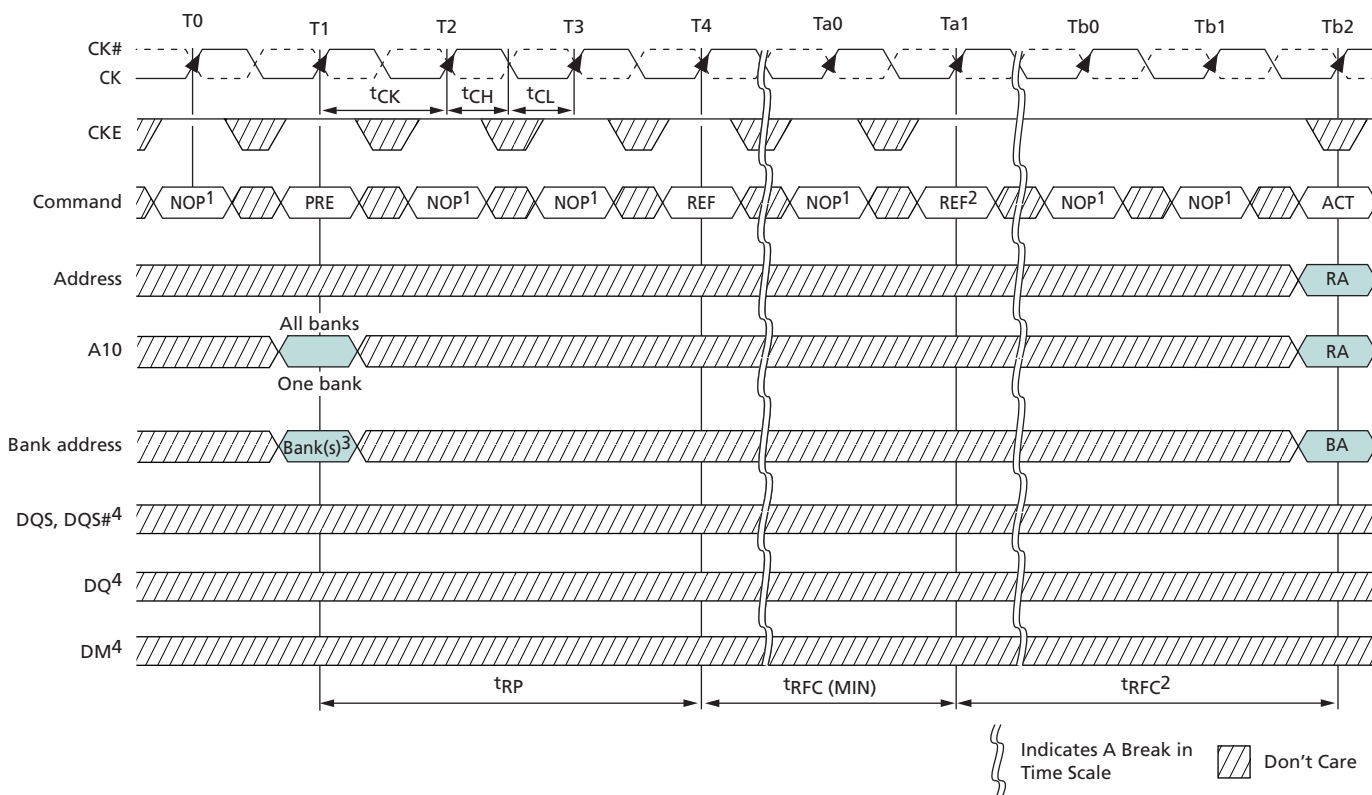 T0 T1 T2 T3 T4 Ta0 Ta1 Tb0 Tb1 Tb2
CK#
CK
tCK tCH tCL
CKE
Command NOP1 PRE NOP1 NOP1 REF NOP1 REF2 NOP1 NOP1 ACT
Address RA
All banks
A10 RA
One bank
Bank address Bank(s)3 BA
DQS, DQS#4
DQ4
DM4
tRP tRFC (MIN) tRFC2
Indicates A Break in
Time Scale
Don't Care